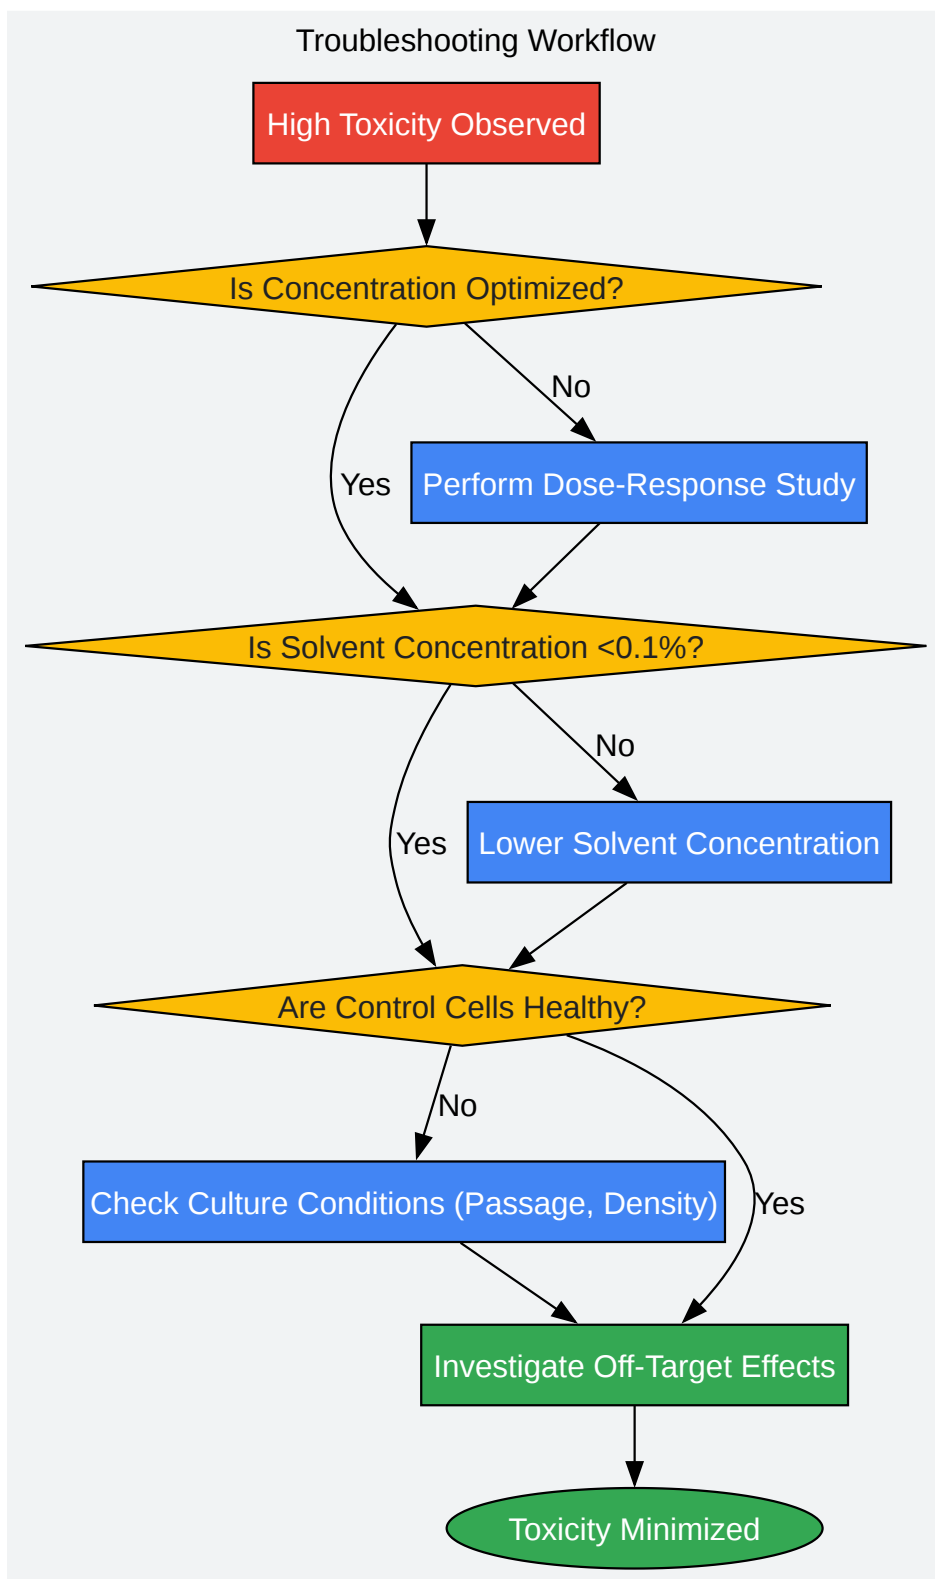 Troubleshooting Workflow
High Toxicity Observed
Is Concentration Optimized?
No
Yes
Perform Dose-Response Study
Is Solvent Concentration <0.1%?
No
Yes
Lower Solvent Concentration
Are Control Cells Healthy?
No
Check Culture Conditions (Passage, Density)
Yes
Investigate Off-Target Effects
Toxicity Minimized